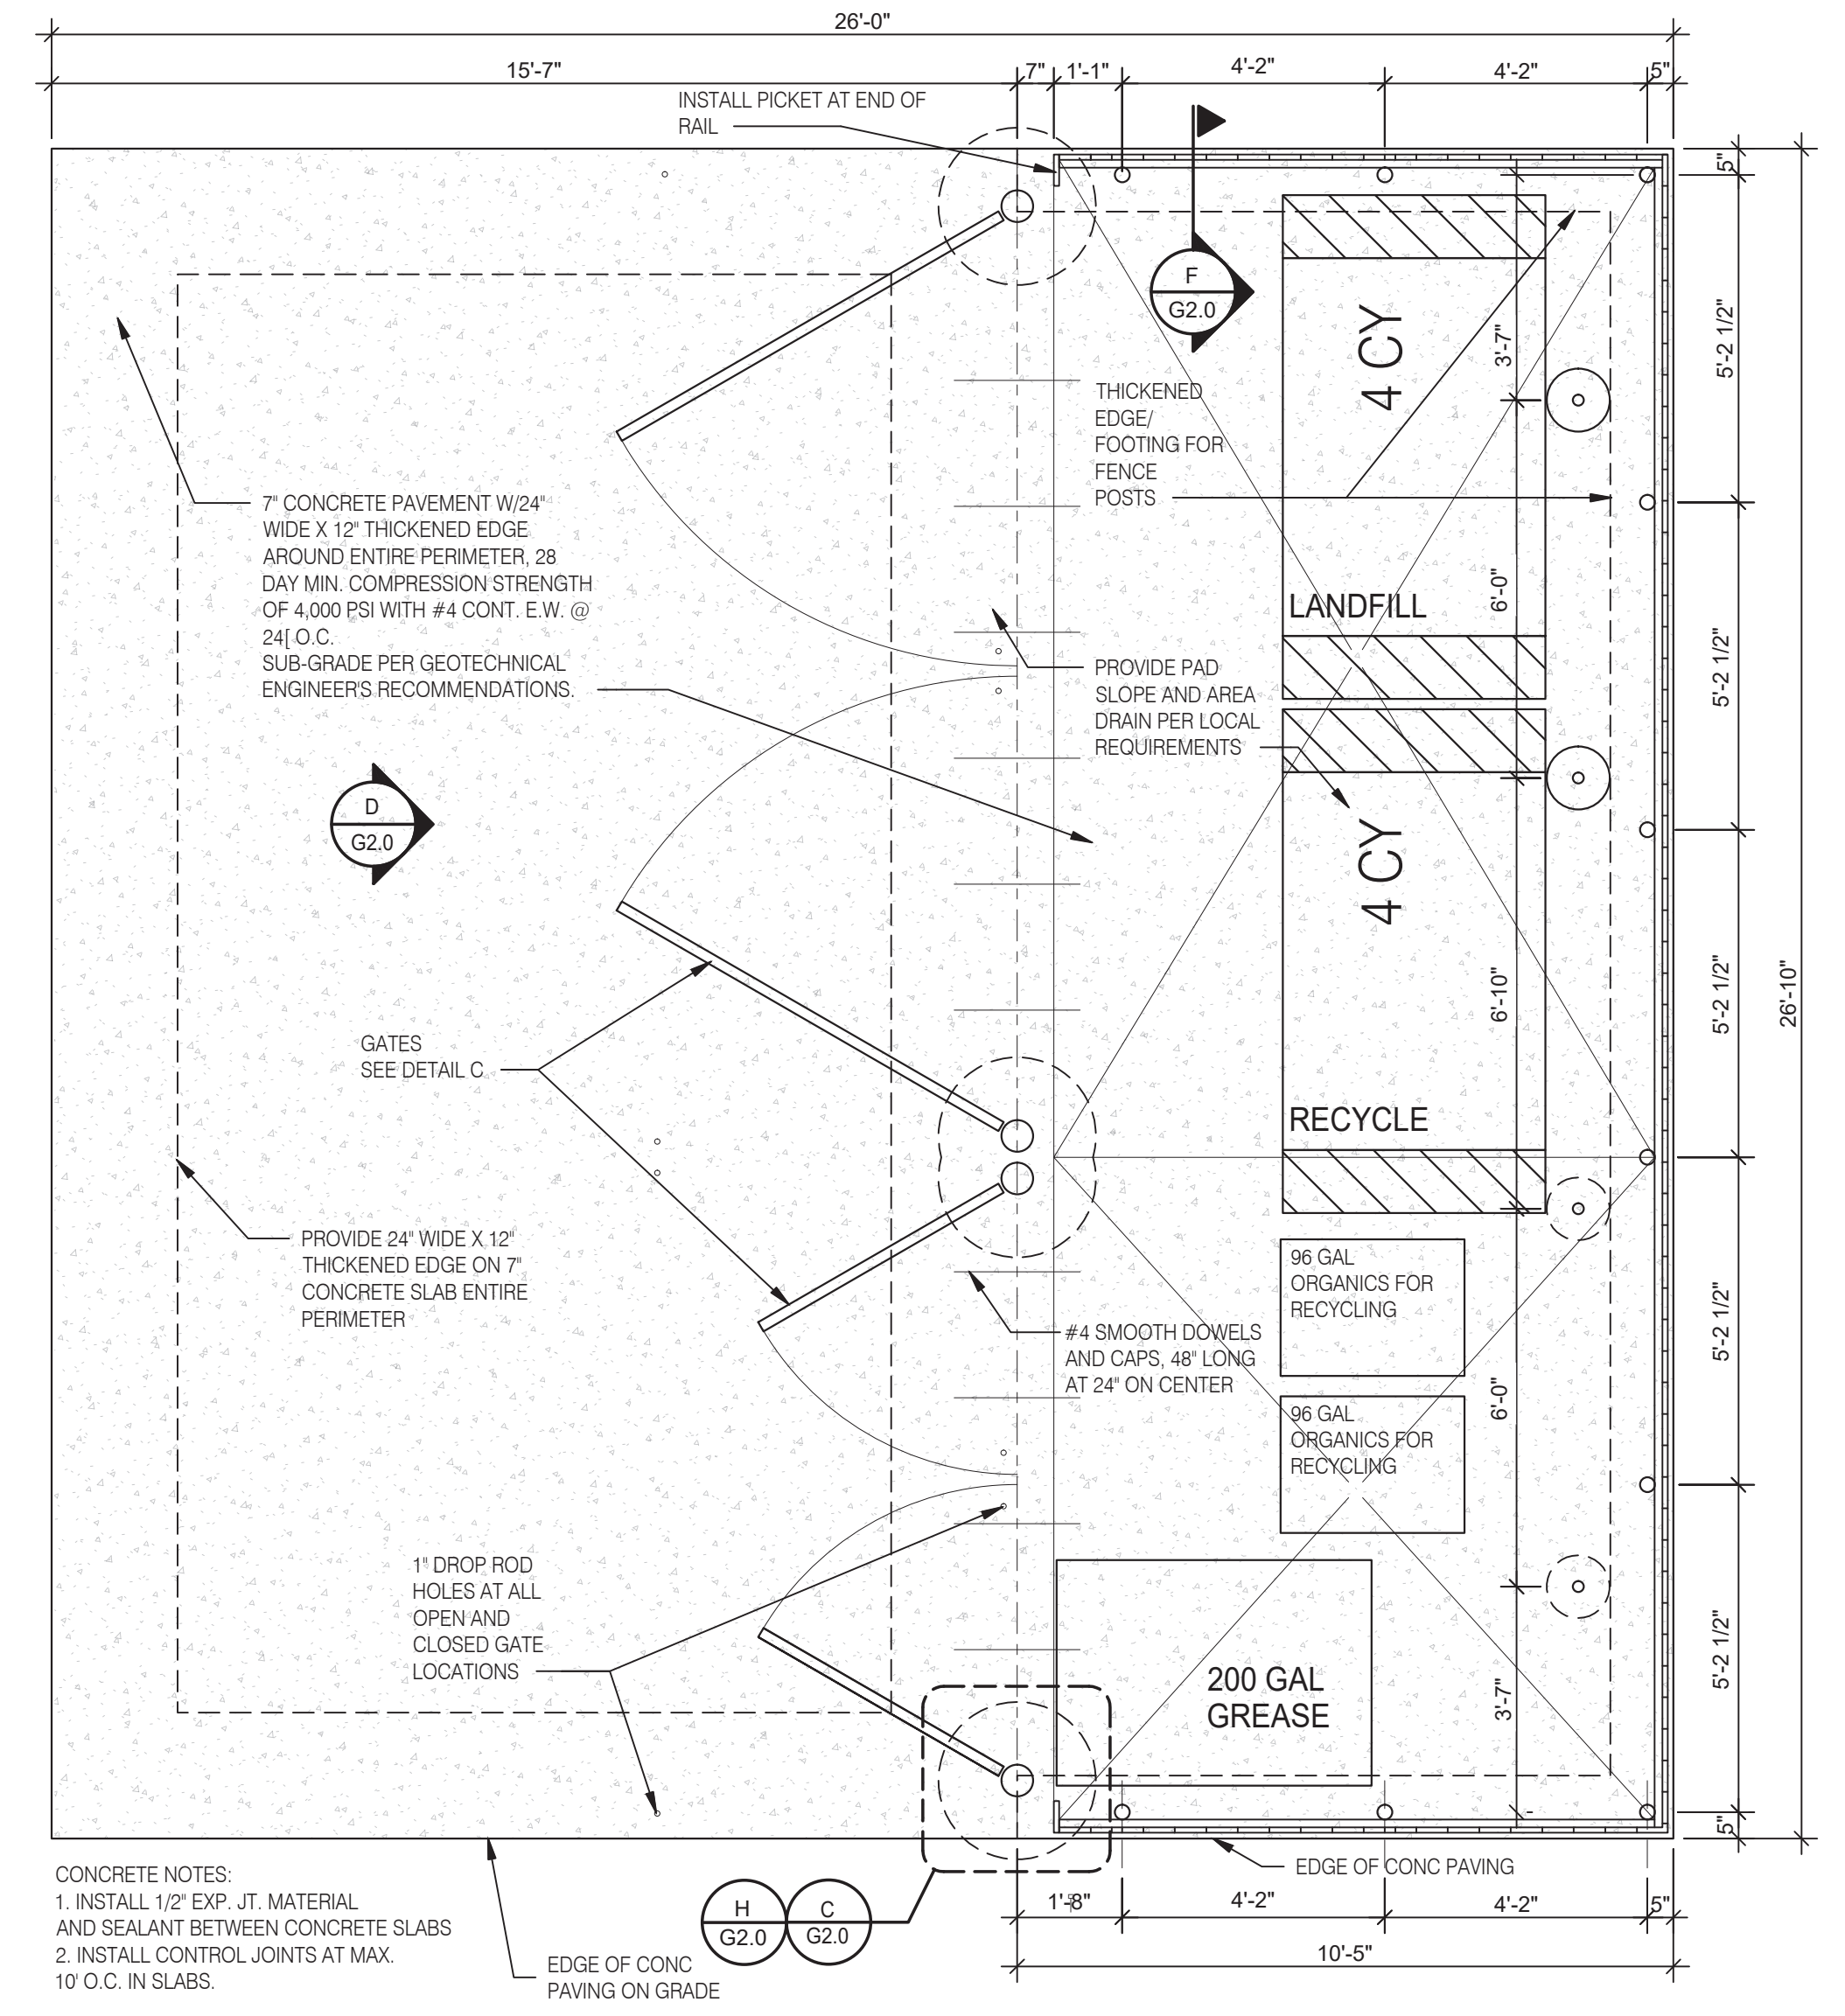 26'-0"
15'-7"
7"
1'-1"
4'-2"
4'-2"
5"
INSTALL PICKET AT END OF
RAIL
5"
F
G2.0
5'-2 1/2"
3'-7"
4 CY
THICKENED
EDGE/
FOOTING FOR
FENCE
POSTS
7" CONCRETE PAVEMENT W/24"
WIDE X 12" THICKENED EDGE
AROUND ENTIRE PERIMETER, 28
DAY MIN. COMPRESSION STRENGTH
OF 4,000 PSI WITH #4 CONT. E.W. @
24[ O.C.
SUB-GRADE PER GEOTECHNICAL
ENGINEER'S RECOMMENDATIONS.
LANDFILL
6'-0"
5'-2 1/2"
PROVIDE PAD
SLOPE AND AREA
DRAIN PER LOCAL
REQUIREMENTS
D
G2.0
4 CY
6'-10"
5'-2 1/2"
26'-10"
GATES
SEE DETAIL C
RECYCLE
PROVIDE 24" WIDE X 12"
THICKENED EDGE ON 7"
CONCRETE SLAB ENTIRE
PERIMETER
96 GAL
ORGANICS FOR
RECYCLING
#4 SMOOTH DOWELS
AND CAPS, 48" LONG
AT 24" ON CENTER
5'-2 1/2"
6'-0"
96 GAL
ORGANICS FOR
RECYCLING
1" DROP ROD
HOLES AT ALL
OPEN AND
CLOSED GATE
LOCATIONS
200 GAL
GREASE
3'-7"
5'-2 1/2"
5"
EDGE OF CONC PAVING
CONCRETE NOTES:
1. INSTALL 1/2" EXP. JT. MATERIAL
AND SEALANT BETWEEN CONCRETE SLABS
2. INSTALL CONTROL JOINTS AT MAX.
10' O.C. IN SLABS.
H
G2.0
C
G2.0
1'-8"
4'-2"
4'-2"
5"
10'-5"
EDGE OF CONC
PAVING ON GRADE